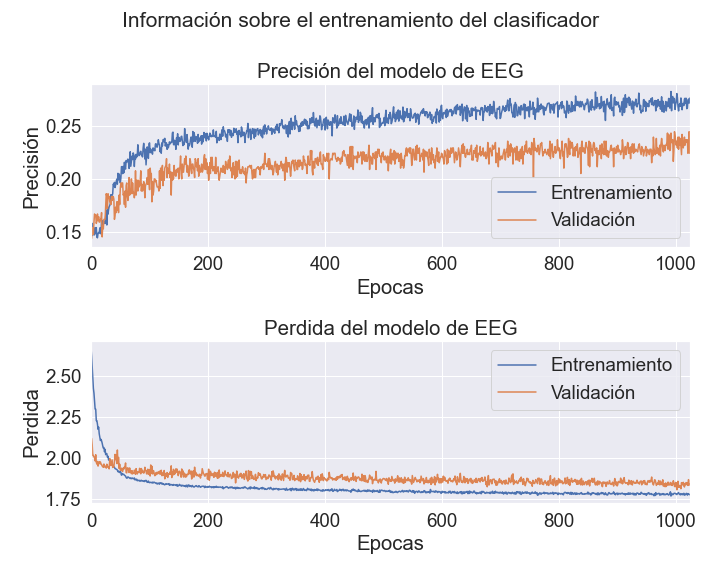 Información sobre el entrenamiento del clasificador
Precisión del modelo de EEG
Precisión
0.25
0.20
0.15
Entrenamiento
Validación
0 200 400 600 800 1000
Epocas
Perdida del modelo de EEG
Perdida
2.50
2.25
2.00
1.75
Entrenamiento
Validación
0 200 400 600 800 1000
Epocas